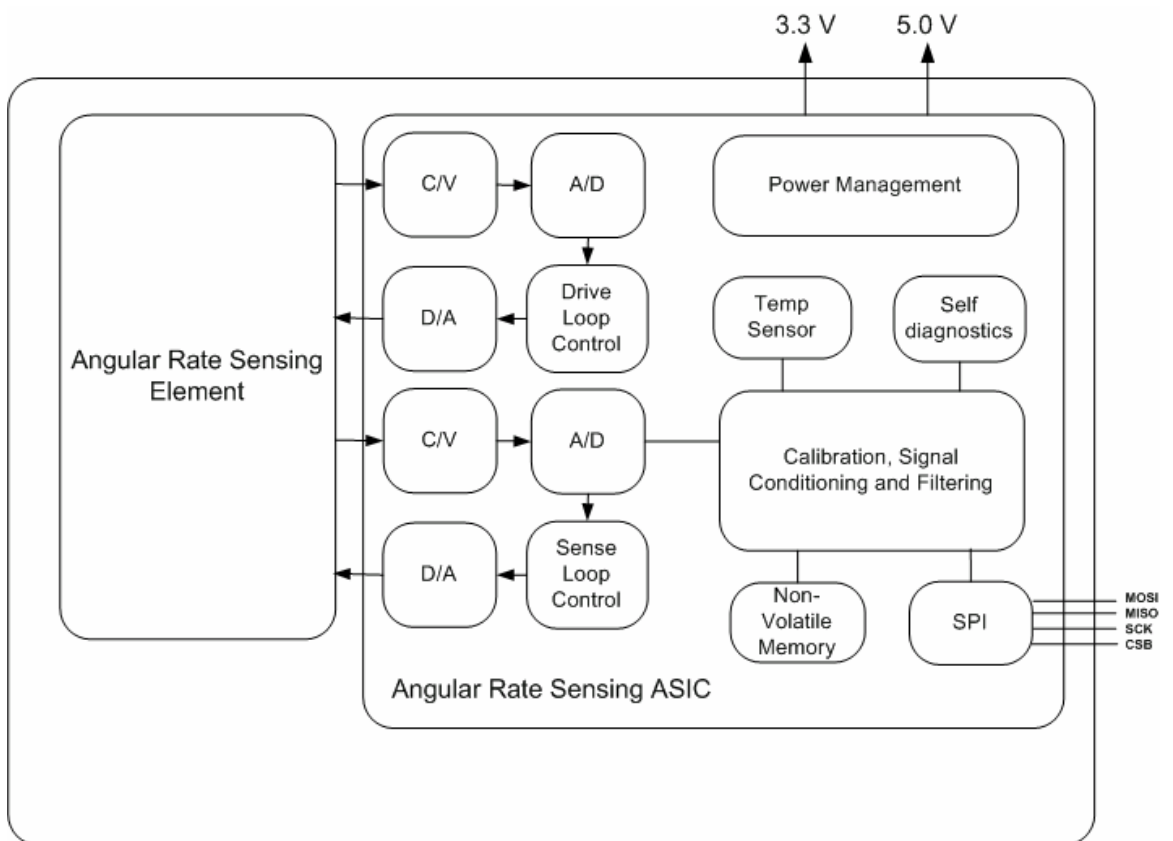 3.3 V
5.0 V
C/V
A/D
Power Management
D/A
Drive
Loop
Control
Temp
Sensor
Self
diagnostics
Angular Rate Sensing
Element
C/V
A/D
Calibration, Signal
Conditioning and Filtering
D/A
Sense
Loop
Control
Non-
Volatile
Memory
SPI
MOSI
MISO
SCK
CSB
Angular Rate Sensing ASIC